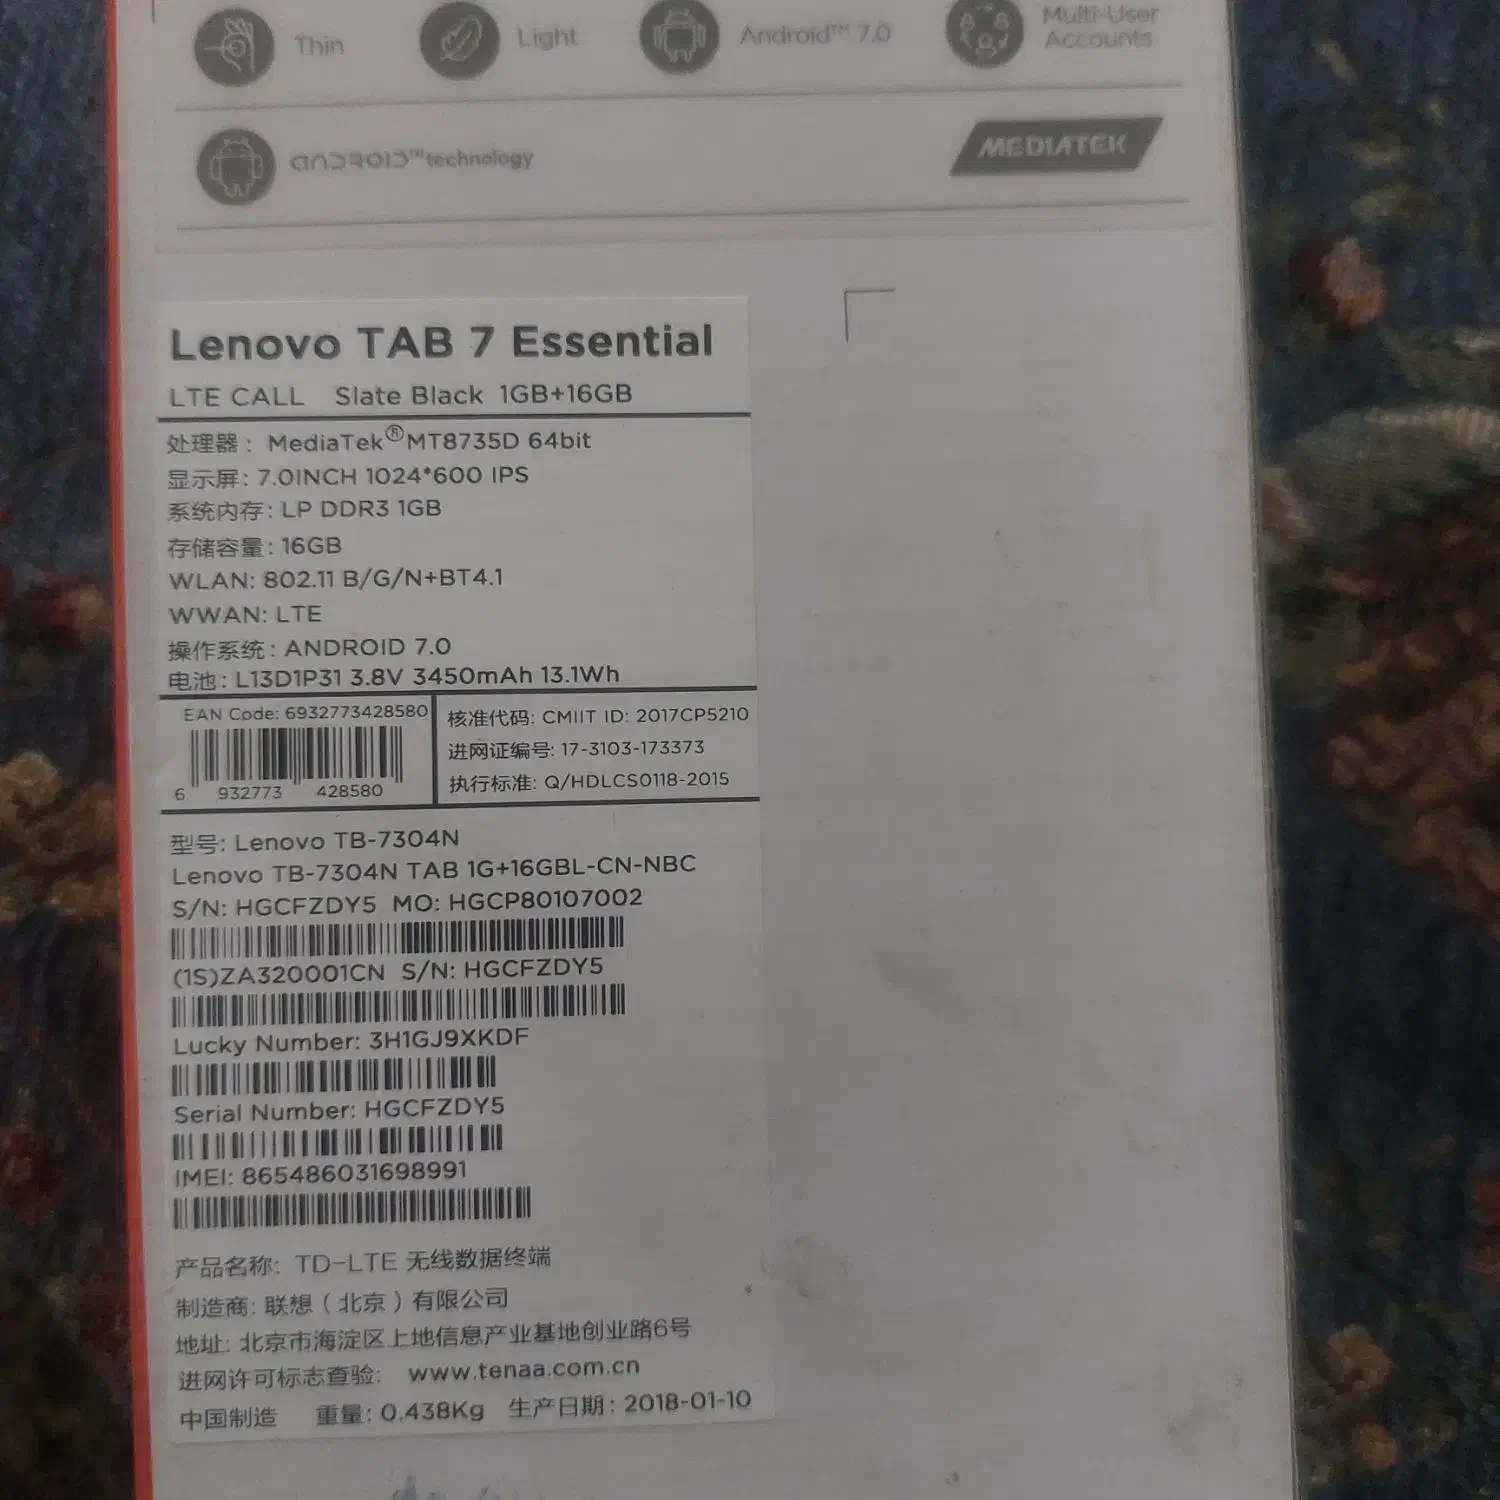 Thin
Light
Android™ 7.0
Multi-User
Accounts
ANDROID™ technology
MEDIATEK
Lenovo TAB 7 Essential
LTE CALL Slate Black 1GB+16GB
处理器: MediaTek®MT8735D 64bit
显示屏: 7.0INCH 1024*600 IPS
系统内存: LP DDR3 1GB
存储容量: 16GB
WLAN: 802.11 B/G/N+BT4.1
WWAN: LTE
操作系统: ANDROID 7.0
电池: L13D1P31 3.8V 3450mAh 13.1Wh
EAN Code: 6932773428580
6 932773 428580
核准代码: CMIIT ID: 2017CP5210
进网证编号: 17-3103-173373
执行标准: Q/HDLCS0118-2015
型号: Lenovo TB-7304N
Lenovo TB-7304N TAB 1G+16GBL-CN-NBC
S/N: HGCFZDY5 MO: HGCP80107002
(1S)ZA320001CN S/N: HGCFZDY5
Lucky Number: 3H1GJ9XKDF
Serial Number: HGCFZDY5
IMEI: 865486031698991
产品名称: TD-LTE 无线数据终端
制造商: 联想（北京）有限公司
地址: 北京市海淀区上地信息产业基地创业路6号
进网许可标志查验: www.tenaa.com.cn
中国制造 重量: 0.438Kg 生产日期: 2018-01-10